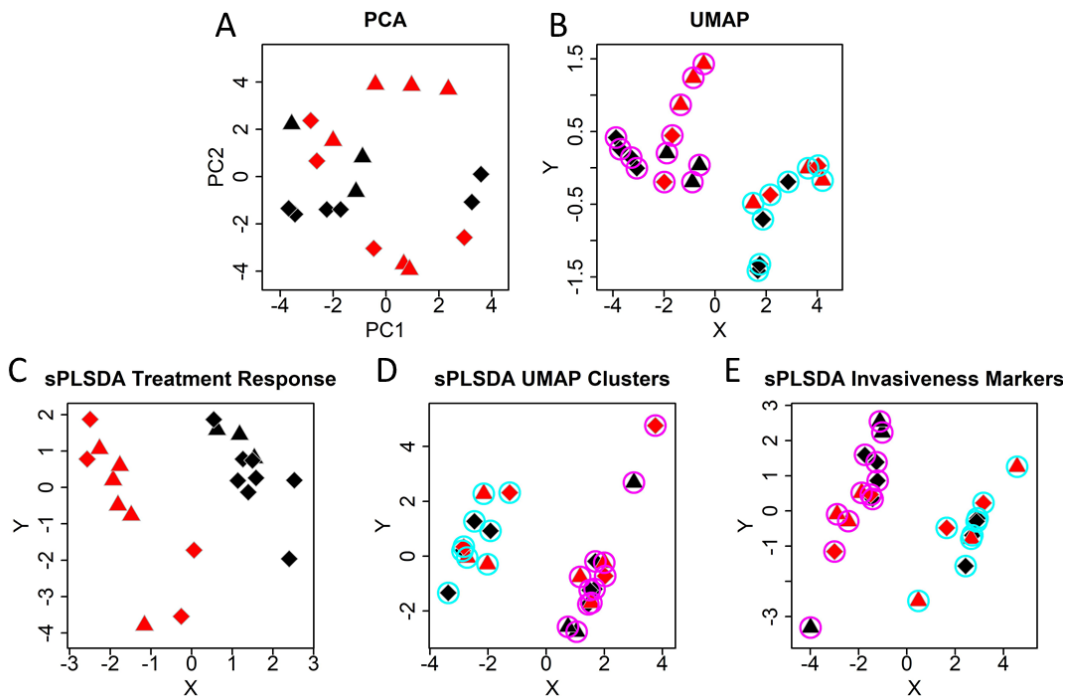 A PCA
B UMAP
4
2
0
-2
-4
PC2
-4 -2 0 2 4
PC1
1.5
0.5
-0.5
-1.5
Y
-4 -2 0 2 4
X
C sPLSDA Treatment Response
D sPLSDA UMAP Clusters
E sPLSDA Invasiveness Markers
2
1
0
-1
-2
-3
-4
Y
-3 -2 -1 0 1 2 3
X
4
2
0
-2
Y
-4 -2 0 2 4
X
3
2
1
0
-1
-3
Y
-4 -2 0 2 4
X